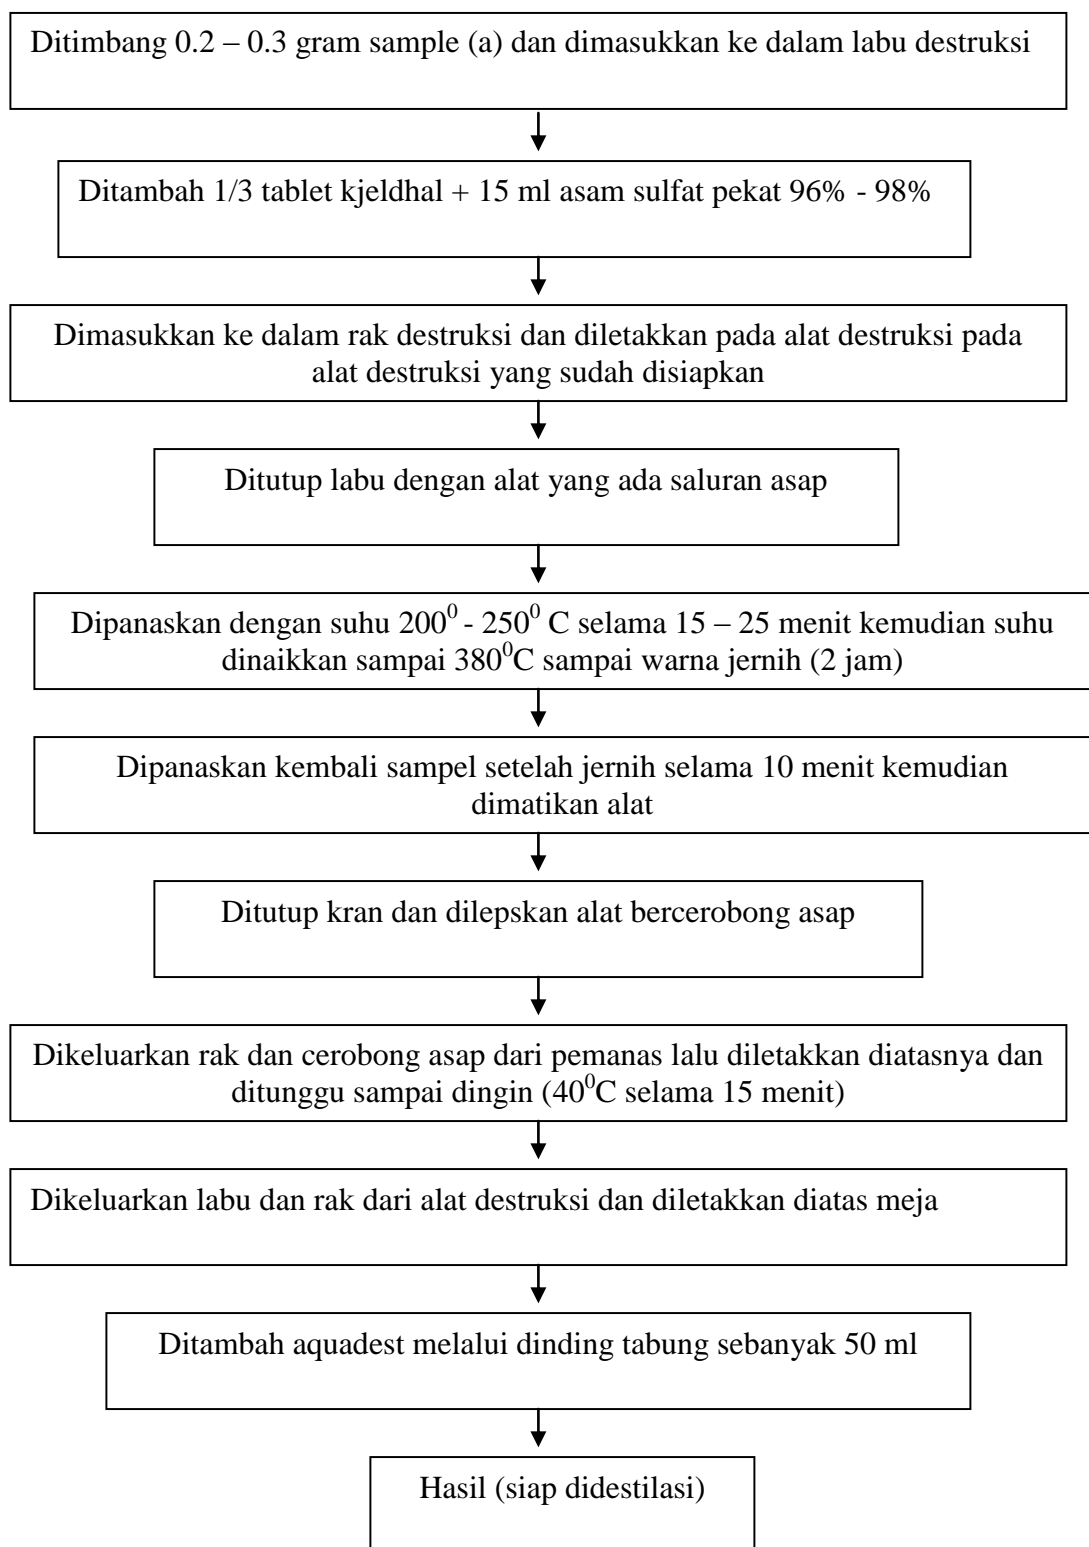 Ditimbang 0.2 – 0.3 gram sample (a) dan dimasukkan ke dalam labu destruksi
Ditambah 1/3 tablet kjeldhal + 15 ml asam sulfat pekat 96% - 98%
Dimasukkan ke dalam rak destruksi dan diletakkan pada alat destruksi pada
alat destruksi yang sudah disiapkan
Ditutup labu dengan alat yang ada saluran asap
Dipanaskan dengan suhu 200⁰ - 250⁰ C selama 15 – 25 menit kemudian suhu
dinaikkan sampai 380⁰C sampai warna jernih (2 jam)
Dipanaskan kembali sampel setelah jernih selama 10 menit kemudian
dimatikan alat
Ditutup kran dan dilepskan alat bercerobong asap
Dikeluarkan rak dan cerobong asap dari pemanas lalu diletakkan diatasnya dan
ditunggu sampai dingin (40⁰C selama 15 menit)
Dikeluarkan labu dan rak dari alat destruksi dan diletakkan diatas meja
Ditambah aquadest melalui dinding tabung sebanyak 50 ml
Hasil (siap didestilasi)